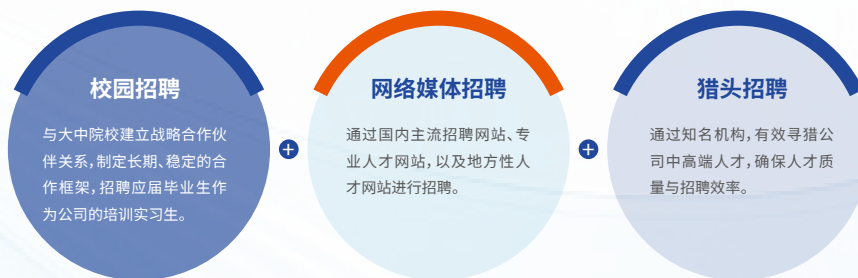 校园招聘
与大中院校建立战略合作伙
伴关系,制定长期、稳定的合
作框架,招聘应届毕业生作
为公司的培训实习生。
网络媒体招聘
通过国内主流招聘网站、专
业人才网站,以及地方性人
才网站进行招聘。
猎头招聘
通过知名机构,有效寻猎公
司中高端人才,确保人才质
量与招聘效率。